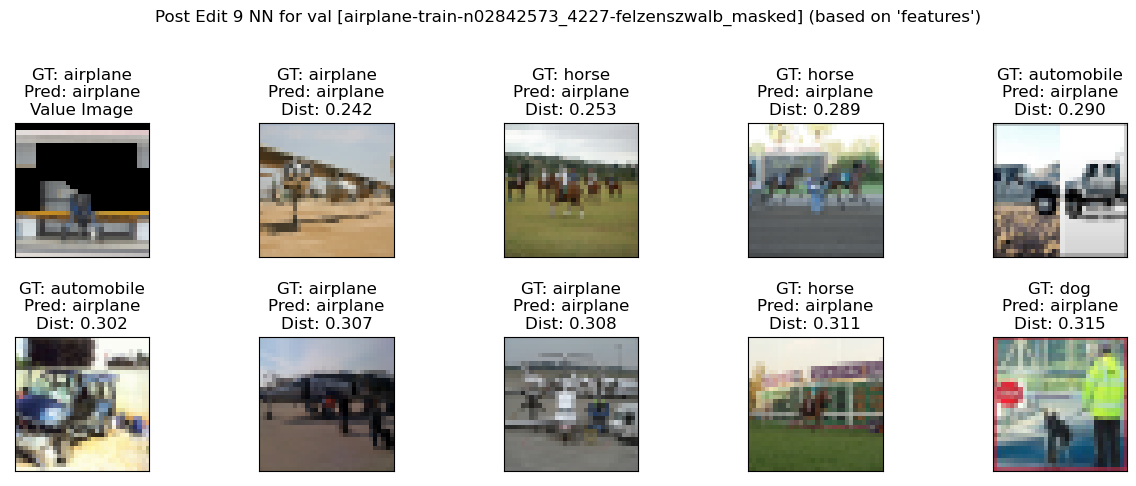 Post Edit 9 NN for val [airplane-train-n02842573_4227-felzenszwalb_masked] (based on 'features')
GT: airplane
Pred: airplane
Value Image
GT: airplane
Pred: airplane
Dist: 0.242
GT: horse
Pred: airplane
Dist: 0.253
GT: horse
Pred: airplane
Dist: 0.289
GT: automobile
Pred: airplane
Dist: 0.290
GT: automobile
Pred: airplane
Dist: 0.302
GT: airplane
Pred: airplane
Dist: 0.307
GT: airplane
Pred: airplane
Dist: 0.308
GT: horse
Pred: airplane
Dist: 0.311
GT: dog
Pred: airplane
Dist: 0.315